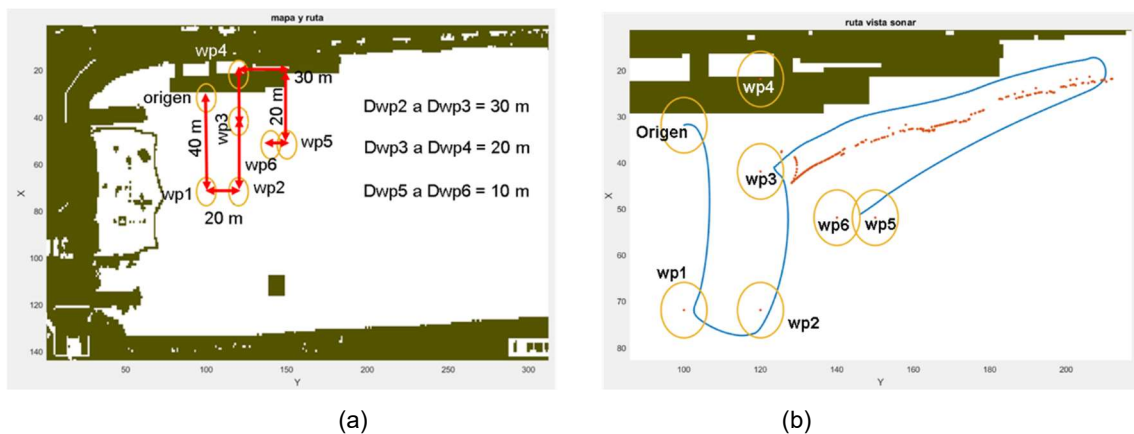 mapa y ruta
wp4
30 m
origen
20 m
Dwp2 a Dwp3 = 30 m
40 m
wp3
wp5
Dwp3 a Dwp4 = 20 m
wp6
wp1
wp2
Dwp5 a Dwp6 = 10 m
20 m
X
20
40
60
80
100
120
140
50
100
150
200
250
300
Y
(a)
ruta vista sonar
wp4
Origen
wp3
wp6
wp5
wp1
wp2
X
20
30
40
50
60
70
80
100
120
140
160
180
200
Y
(b)